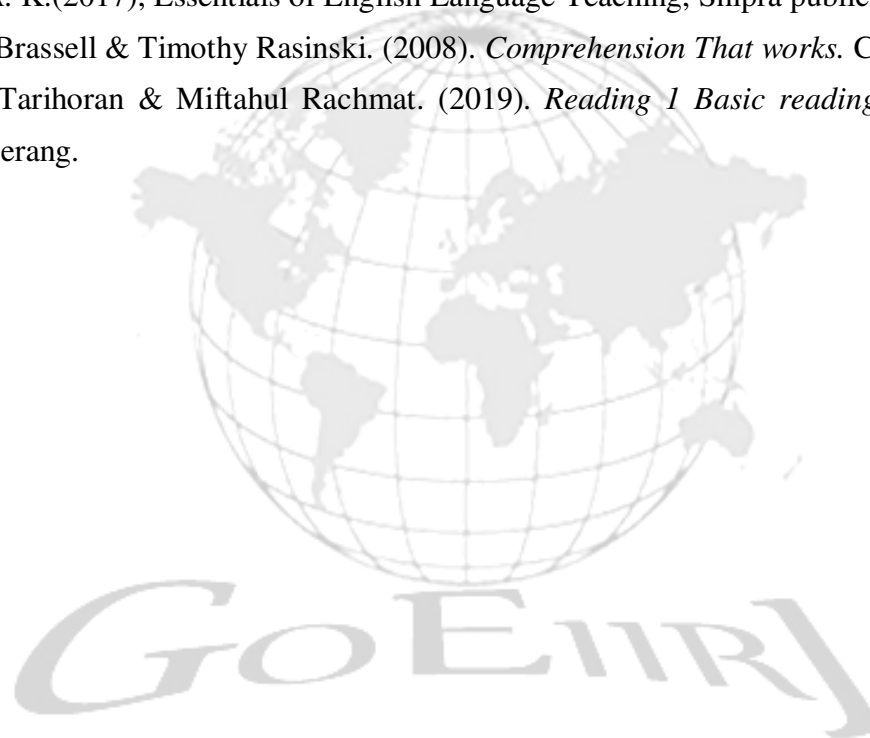 K.(2017), Essentials of English Language Teaching, Shipra public
Brassell & Timothy Rasinski. (2008). Comprehension That works. C
Tarihoran & Miftahul Rachmat. (2019). Reading 1 Basic reading
erang.
GOEIIRJ